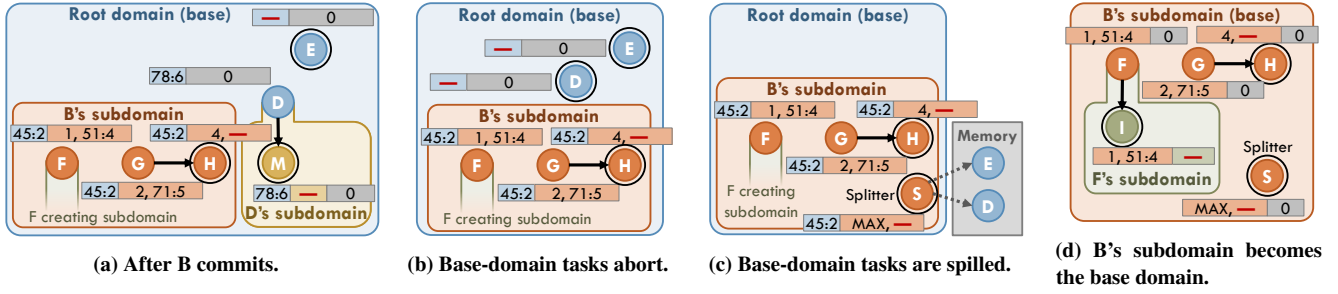 Root domain (base)
— 0
E
78:6 0
D
B's subdomain
45:2 1, 51:4
45:2 4, —
F
G
H
M
45:2 2, 71:5
78:6 — 0
F creating subdomain
D's subdomain
(a) After B commits.
Root domain (base)
— 0
E
— 0
D
B's subdomain
45:2 1, 51:4
45:2 4, —
F
G
H
45:2 2, 71:5
F creating subdomain
(b) Base-domain tasks abort.
Root domain (base)
B's subdomain
45:2 1, 51:4
45:2 4, —
F
G
H
45:2 2, 71:5
F creating
subdomain
Splitter
S
45:2 MAX, —
Memory
E
D
(c) Base-domain tasks are spilled.
B's subdomain (base)
1, 51:4 0
4, — 0
F
G
H
2, 71:5 0
I
1, 51:4 —
F's subdomain
Splitter
S
MAX, — 0
(d) B's subdomain becomes
the base domain.